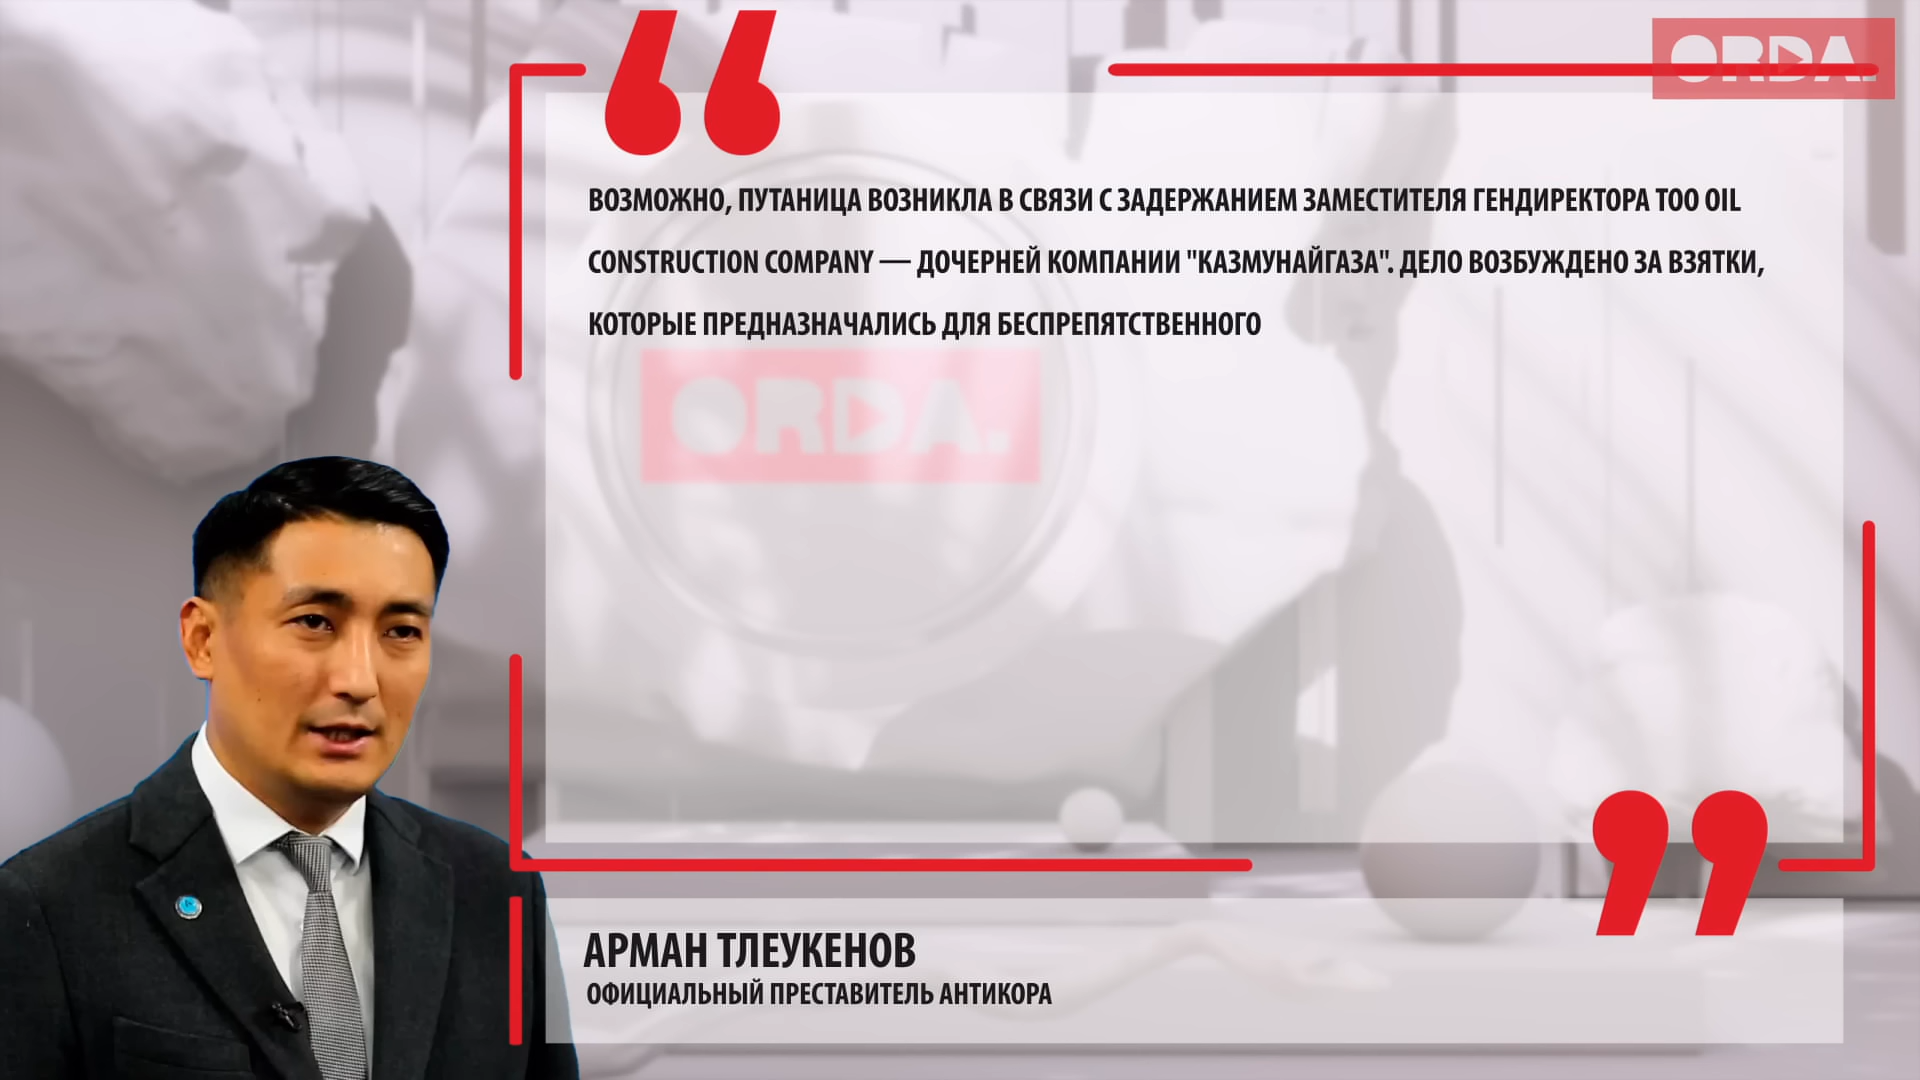 ORDA.
ВОЗМОЖНО, ПУТАНИЦА ВОЗНИКЛА В СВЯЗИ С ЗАДЕРЖАНИЕМ ЗАМЕСТИТЕЛЯ ГЕНДИРЕКТОРА ТОО OIL
CONSTRUCTION COMPANY — ДОЧЕРНЕЙ КОМПАНИИ "КАЗМУНАЙГАЗА". ДЕЛО ВОЗБУЖДЕНО ЗА ВЗЯТКИ,
КОТОРЫЕ ПРЕДНАЗНАЧАЛИСЬ ДЛЯ БЕСПРЕПЯТСТВЕННОГО
ORDA.
АРМАН ТЛЕУКЕНОВ
ОФИЦИАЛЬНЫЙ ПРЕСТАВИТЕЛЬ АНТИКОРА